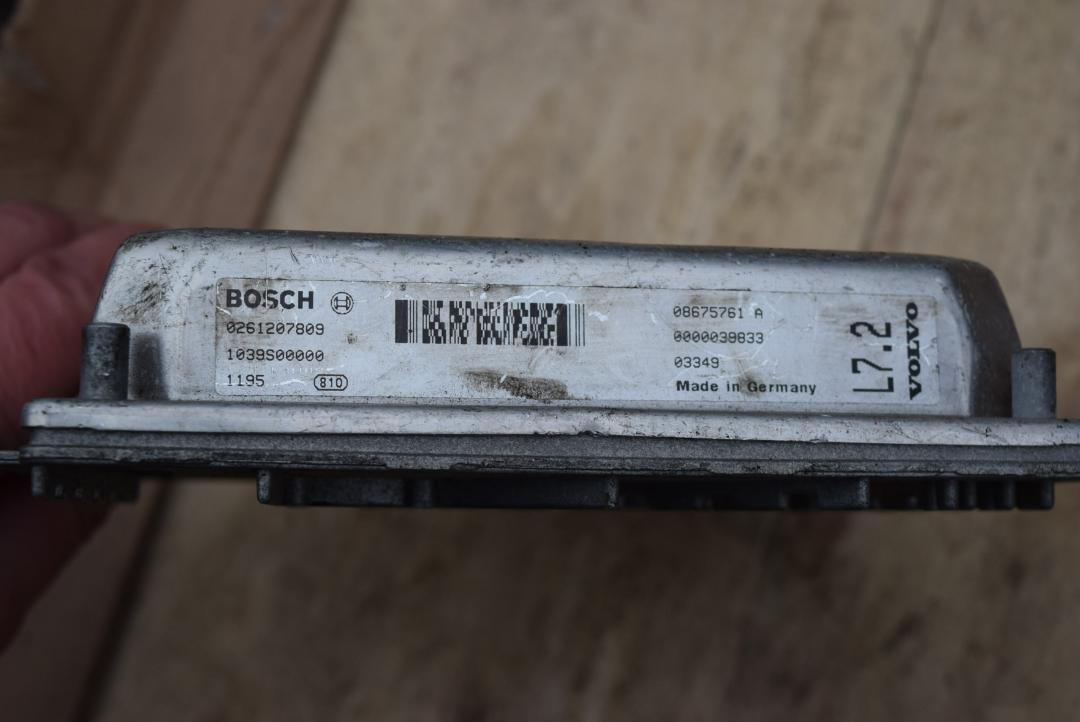 BOSCH
0261207809
1039S00000
1195 810
08675761 A
0000039833
03349
Made in Germany
L7.2
VOLVO